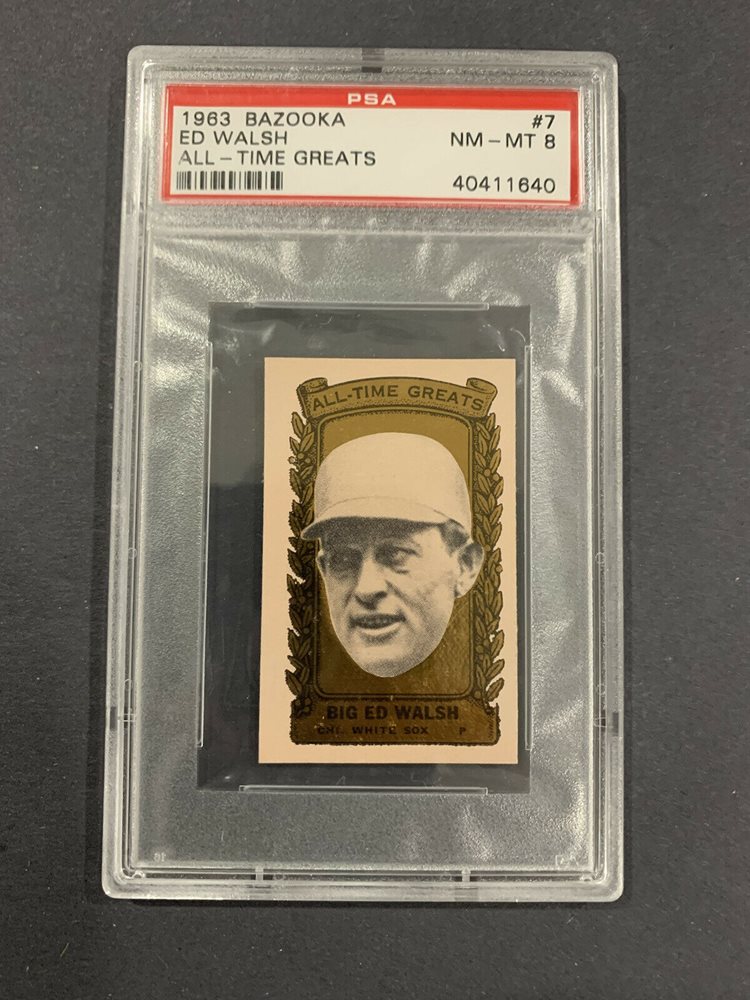 PSA
1963 BAZOOKA #7
ED WALSH NM - MT 8
ALL - TIME GREATS
40411640
ALL-TIME GREATS
BIG ED WALSH
CHI. WHITE SOX P